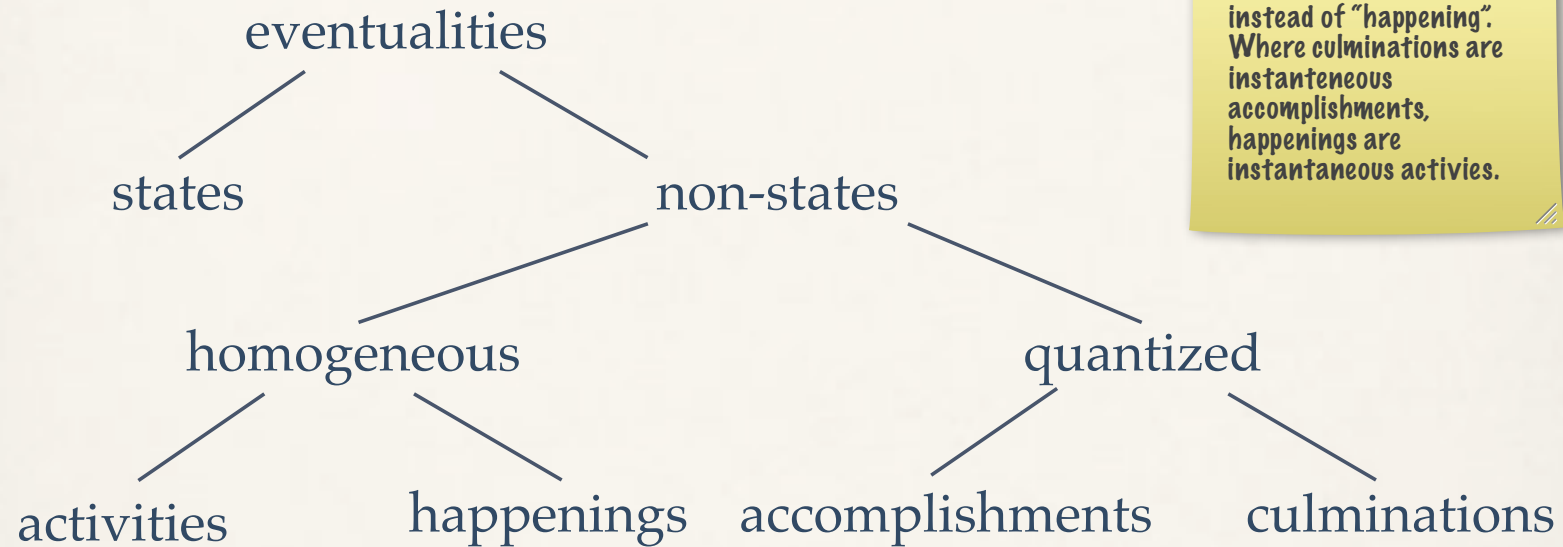 eventualities
states
non-states
homogeneous
quantized
activities
happenings
accomplishments
culminations
instead of “happening”.
Where culminations are
instanteneous
accomplishments,
happenings are
instantaneous activies.